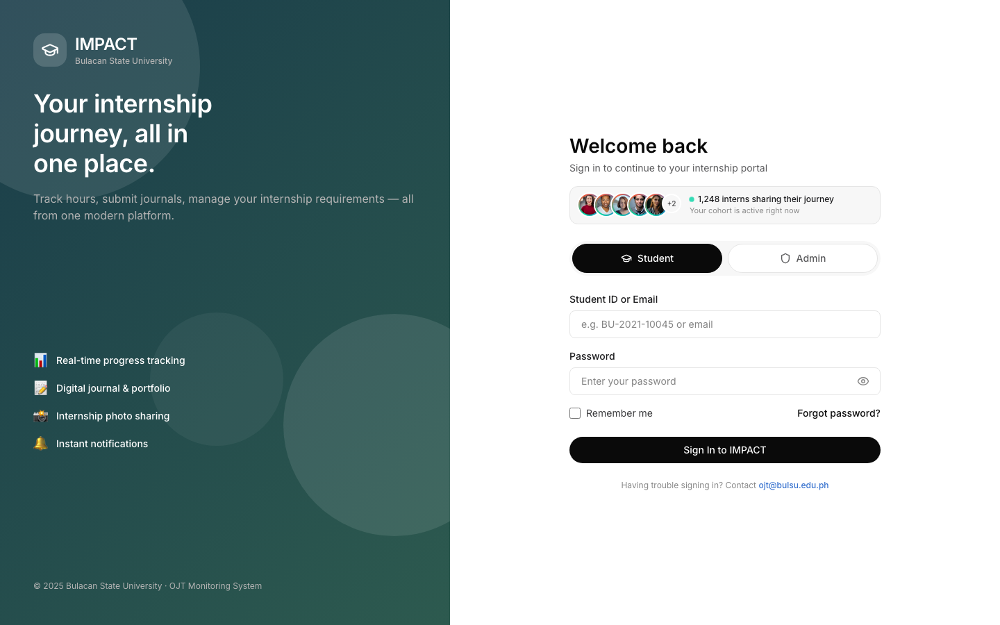 IMPACT
Bulacan State University
Your internship
journey, all in
one place.
Track hours, submit journals, manage your internship requirements — all
from one modern platform.
Real-time progress tracking
Digital journal & portfolio
Internship photo sharing
Instant notifications
© 2025 Bulacan State University · OJT Monitoring System
Welcome back
Sign in to continue to your internship portal
+2
1,248 interns sharing their journey
Your cohort is active right now
Student
Admin
Student ID or Email
e.g. BU-2021-10045 or email
Password
Enter your password
Remember me
Forgot password?
Sign In to IMPACT
Having trouble signing in? Contact ojt@bulsu.edu.ph